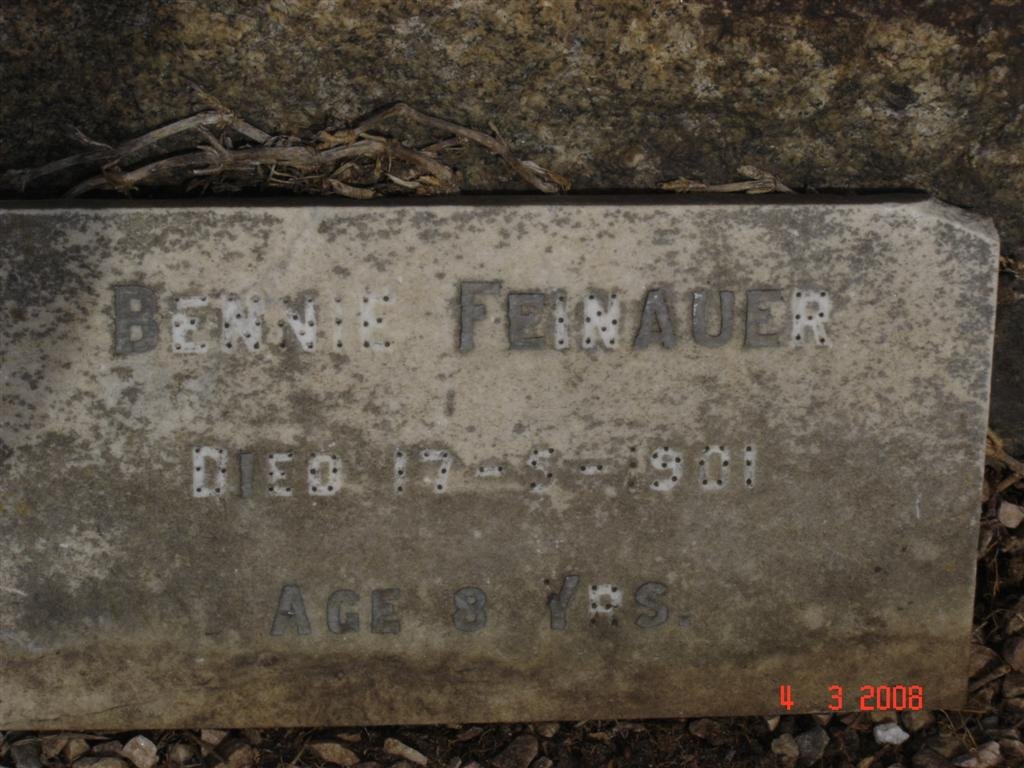 BENNIE FEINAUER
DIED 17-5-1901
AGE 8 YRS.
4 3 2008